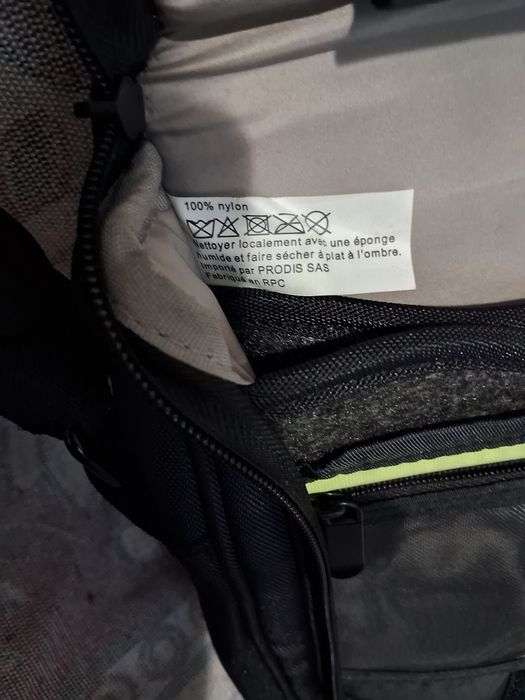 100% nylon
Nettoyer localement avec une éponge
humide et faire sécher à plat à l'ombre.
Importé par PRODIS SAS
Fabriqué en RPC